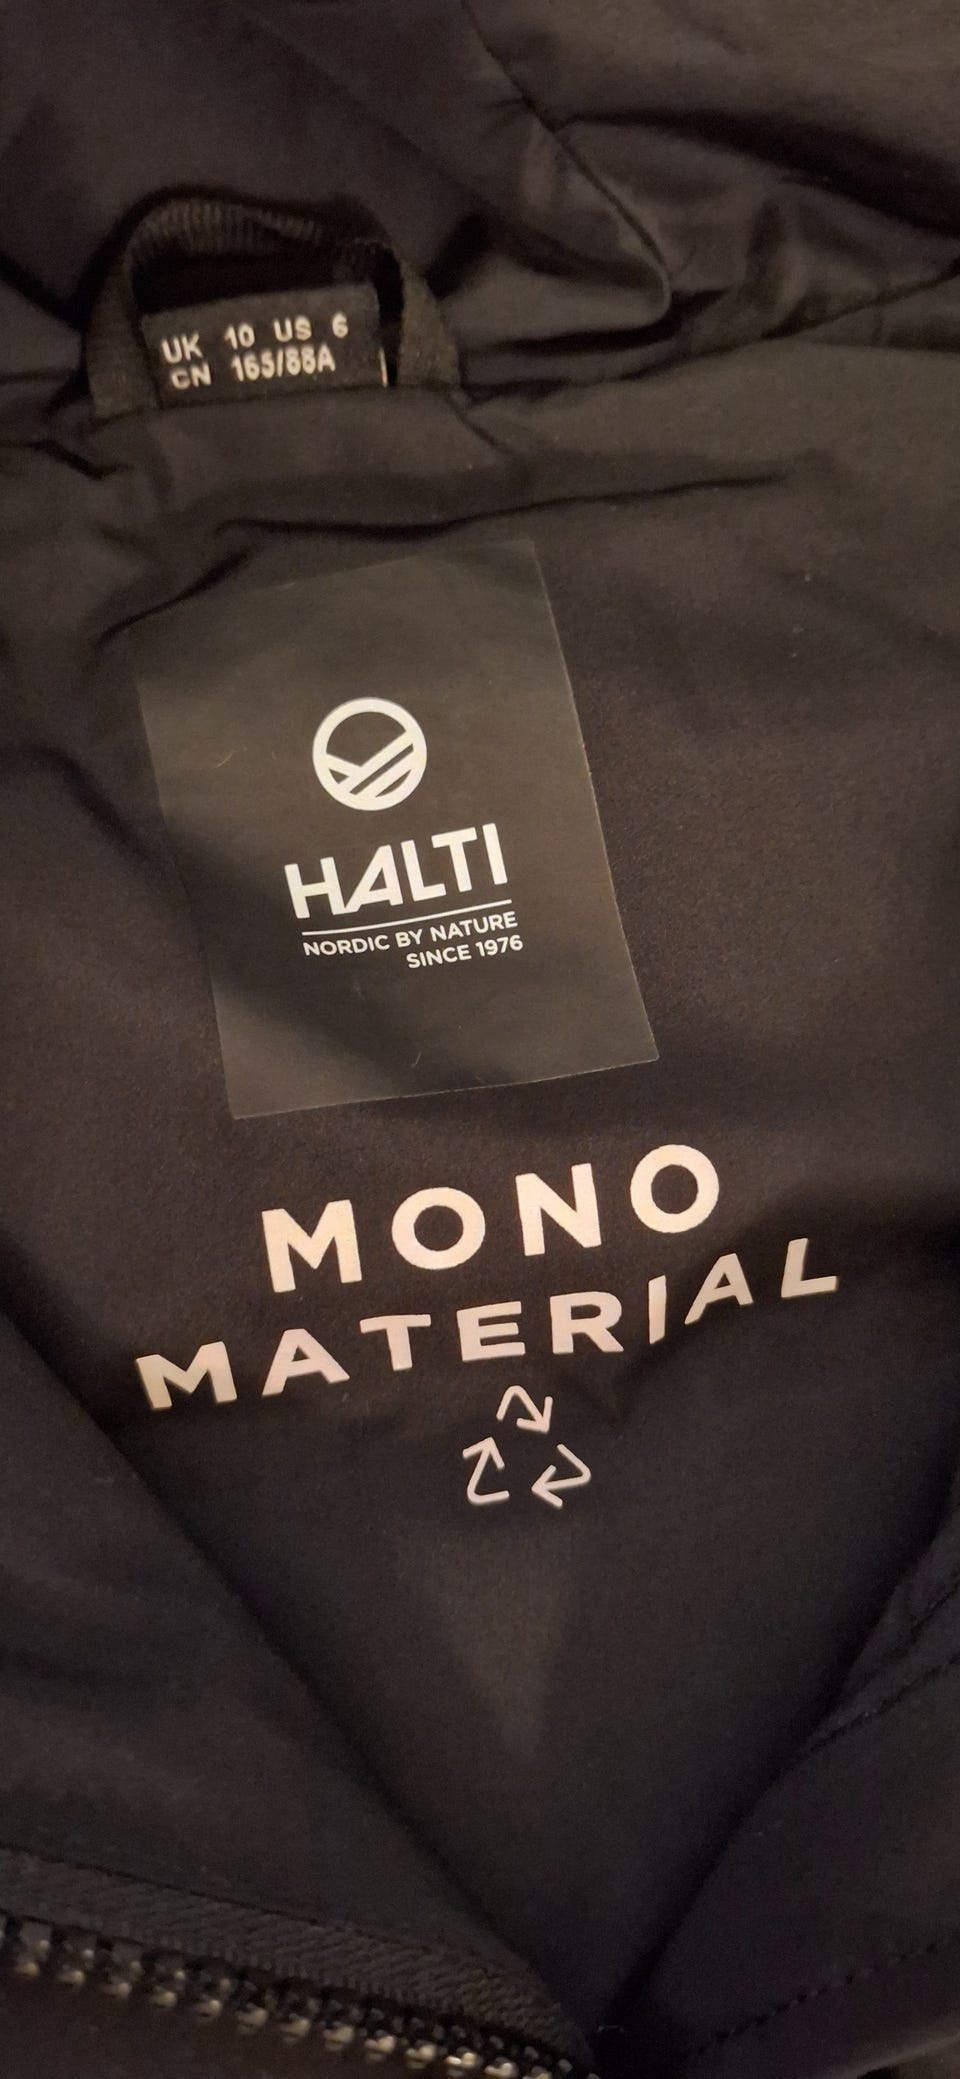 UK 10 US 6
CN 165/88A
HALTI
NORDIC BY NATURE
SINCE 1976
MONO
MATERIAL